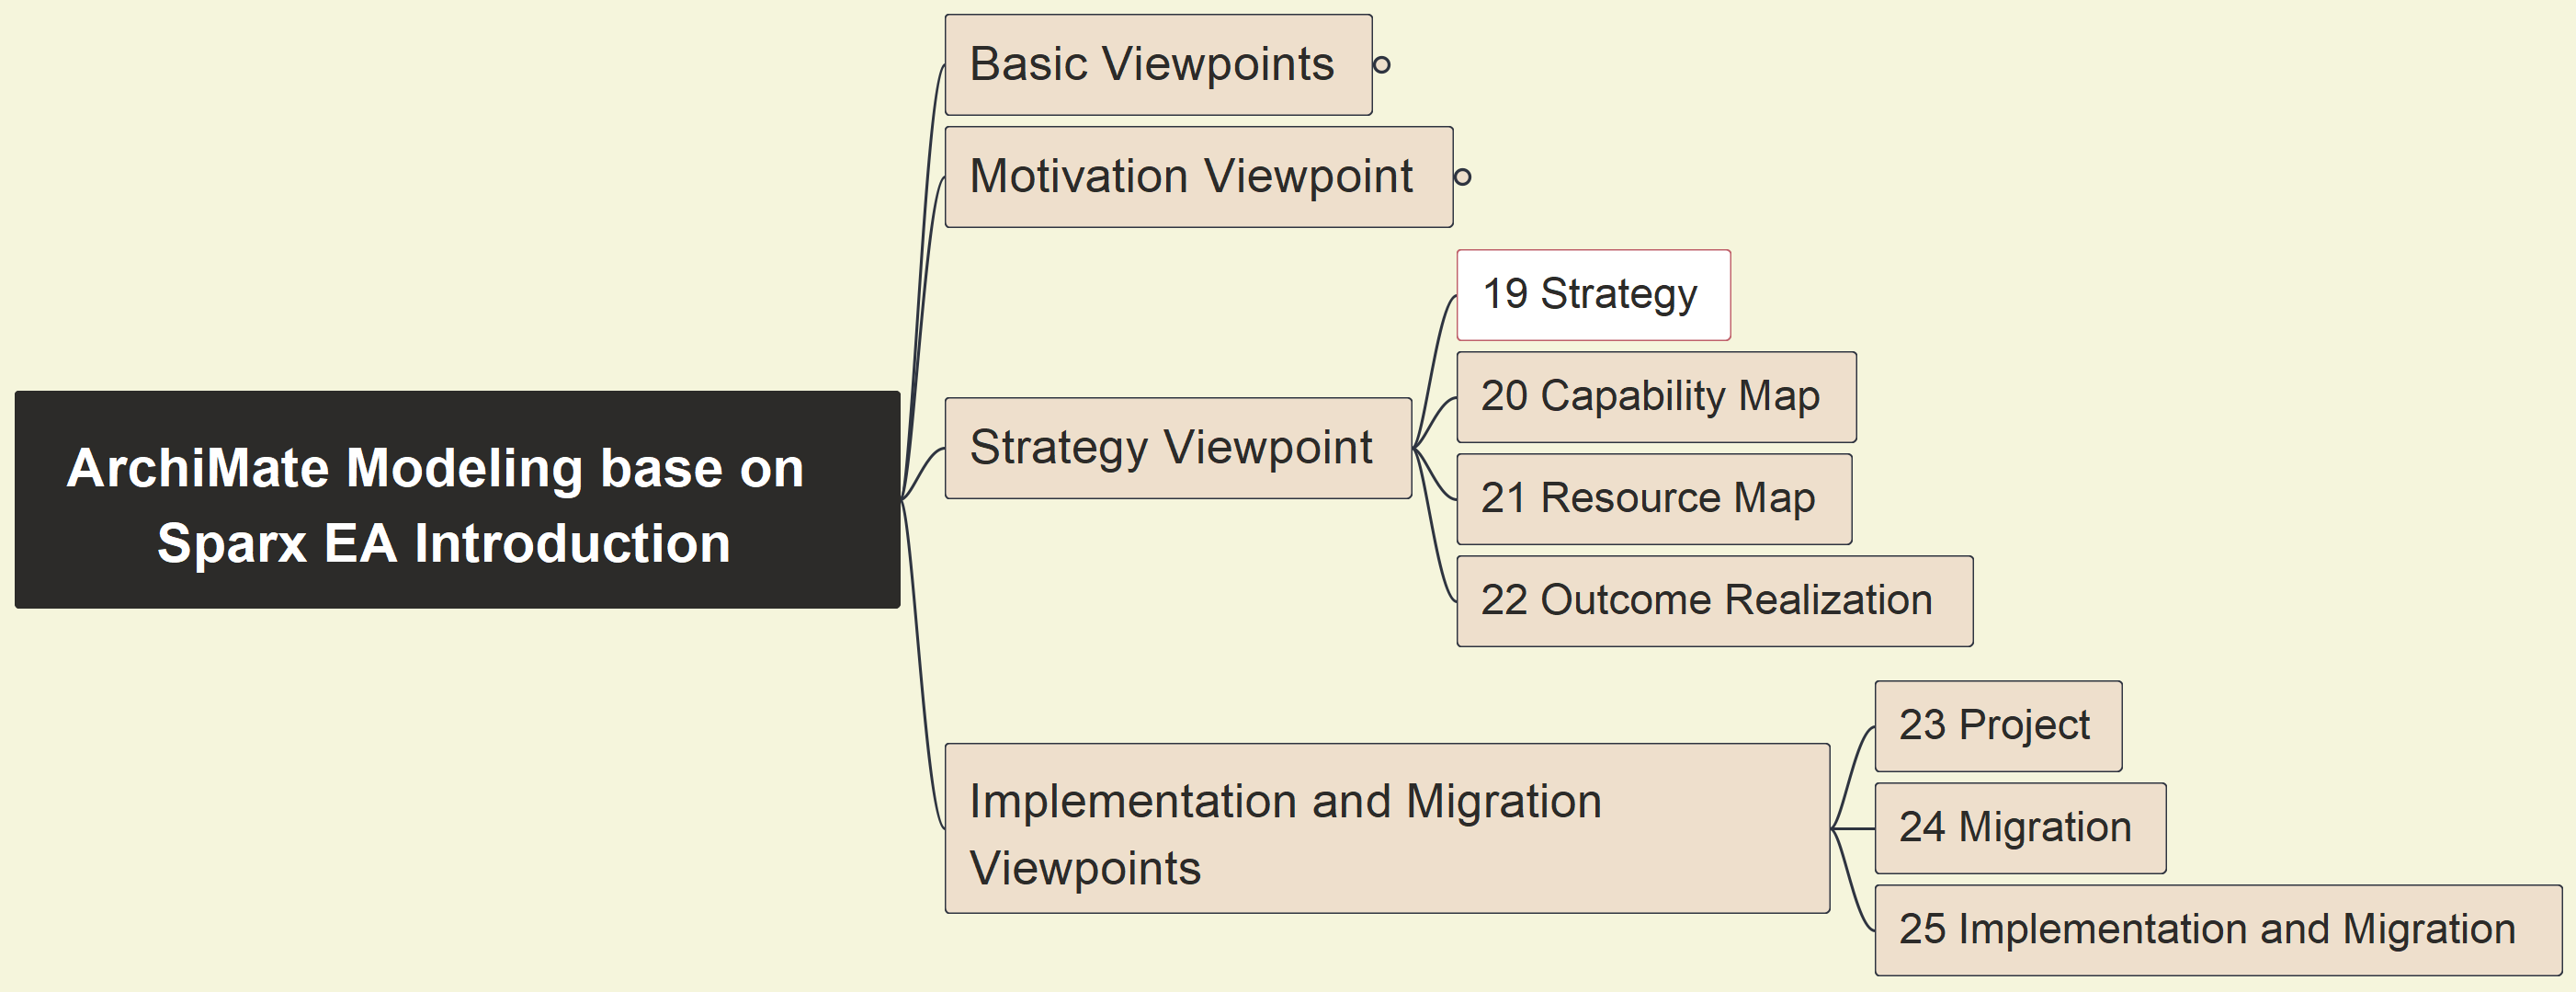 ArchiMate Modeling base on
Sparx EA Introduction
Basic Viewpoints
Motivation Viewpoint
Strategy Viewpoint
19 Strategy
20 Capability Map
21 Resource Map
22 Outcome Realization
Implementation and Migration
Viewpoints
23 Project
24 Migration
25 Implementation and Migration